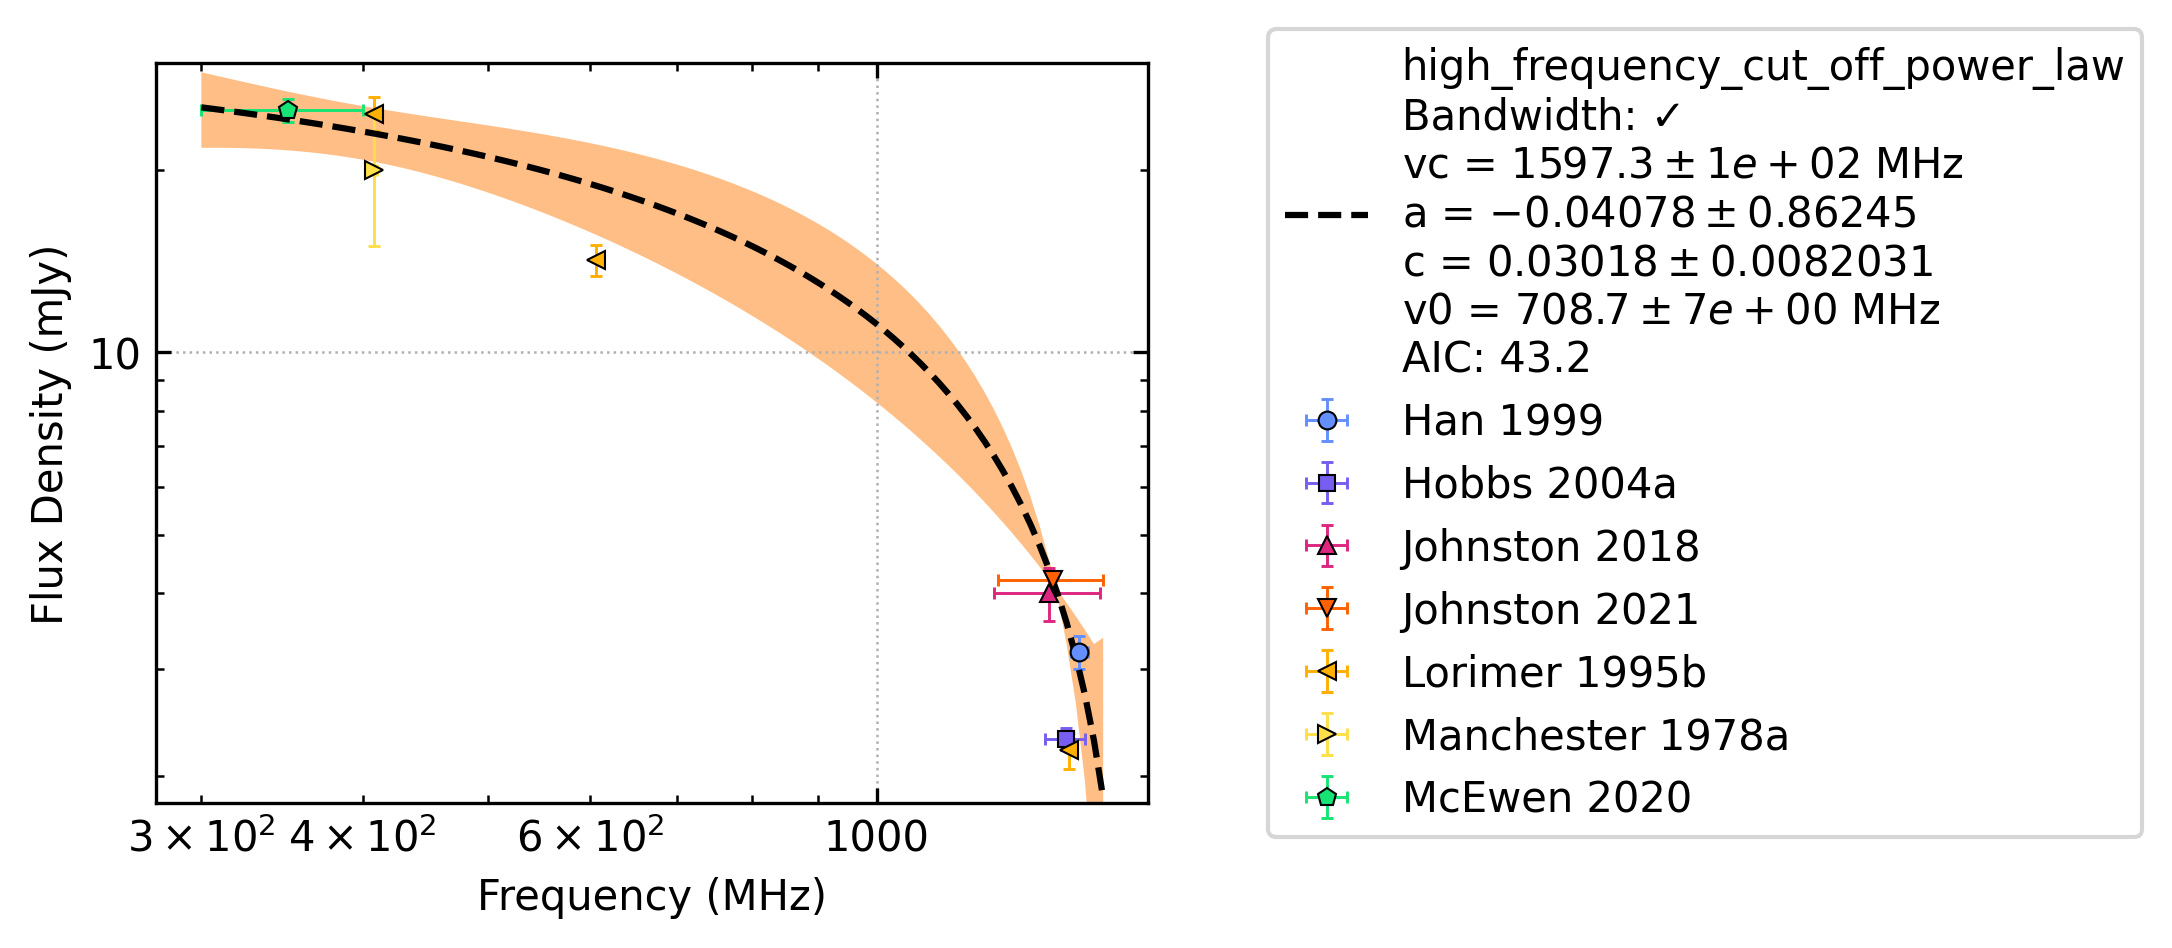 high_frequency_cut_off_power_law
Bandwidth: ✓
vc = 1597.3 ± 1e + 02 MHz
a = −0.04078 ± 0.86245
c = 0.03018 ± 0.0082031
v0 = 708.7 ± 7e + 00 MHz
AIC: 43.2
Han 1999
Hobbs 2004a
Johnston 2018
Johnston 2021
Lorimer 1995b
Manchester 1978a
McEwen 2020
Flux Density (mJy)
10
3 × 10² 4 × 10² 6 × 10² 1000
Frequency (MHz)